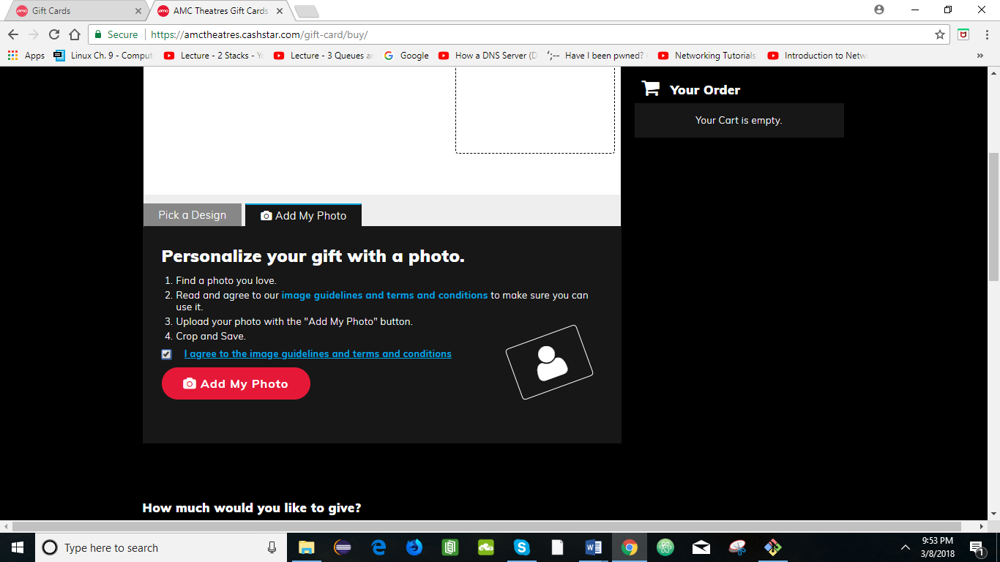 Gift Cards
AMC Theatres Gift Cards
Secure
https://amctheatres.cashstar.com/gift-card/buy/
Apps
Linux Ch. 9 - Comput
Lecture - 2 Stacks - Yo
Lecture - 3 Queues a
Google
How a DNS Server (D
Have I been pwned?
Networking Tutorials
Introduction to Netw
Your Order
Your Cart is empty.
Pick a Design
Add My Photo
Personalize your gift with a photo.
1. Find a photo you love.
2. Read and agree to our image guidelines and terms and conditions to make sure you can
use it.
3. Upload your photo with the "Add My Photo" button.
4. Crop and Save.
I agree to the image guidelines and terms and conditions
Add My Photo
How much would you like to give?
Type here to search
9:53 PM
3/8/2018
1